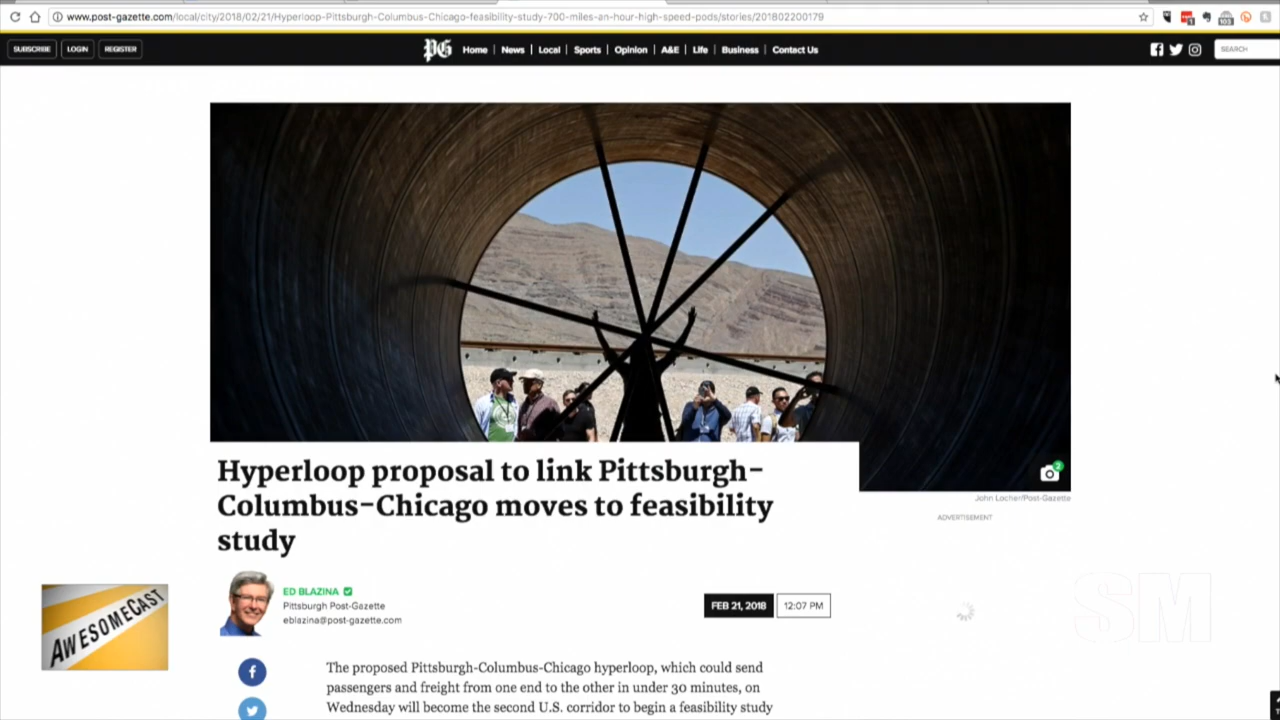 www.post-gazette.com/local/city/2018/02/21/Hyperloop-Pittsburgh-Columbus-Chicago-feasibility-study-700-miles-an-hour-high-speed-pods/stories/201802200179
SUBSCRIBE LOGIN REGISTER
PG Home | News | Local | Sports | Opinion | A&E | Life | Business | Contact Us
SEARCH
2
John Locher/Post-Gazette
ADVERTISEMENT
Hyperloop proposal to link Pittsburgh-
Columbus-Chicago moves to feasibility
study
ED BLAZINA
Pittsburgh Post-Gazette
eblazina@post-gazette.com
FEB 21, 2018 12:07 PM
AWESOMECAST
SM
The proposed Pittsburgh-Columbus-Chicago hyperloop, which could send
passengers and freight from one end to the other in under 30 minutes, on
Wednesday will become the second U.S. corridor to begin a feasibility study